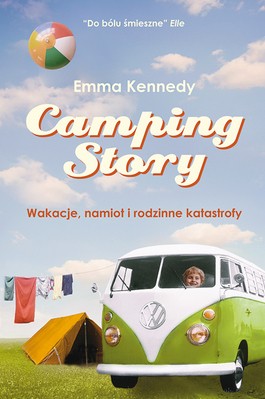 "Do bólu śmieszne" Elle
Emma Kennedy
Camping
Story
Wakacje, namiot i rodzinne katastrofy